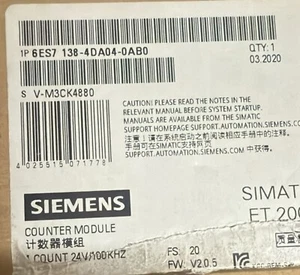 1P 6ES7 138-4DA04-0AB0
QTY: 1
03.2020
S V-M3CK4880
CAUTION! PLEASE READ THE NOTES IN THE
RELEVANT MANUAL BEFORE SYSTEM STARTUP.
MANUALS ARE AVAILABLE FROM THE SIMATIC
SUPPORT HOMEPAGE SUPPORT.AUTOMATION.SIEMENS.COM
注意! 请在系统启动之前阅读相应手册中的注释。
手册可在SIMATIC支持网页
SUPPORT.AUTOMATION.SIEMENS.COM 中获得。
4 025515 071778
SIEMENS
SIMAT
ET 200
COUNTER MODULE
计数器模组
1 COUNT 24V/100KHZ
FS: 20
FW: V2.0.5